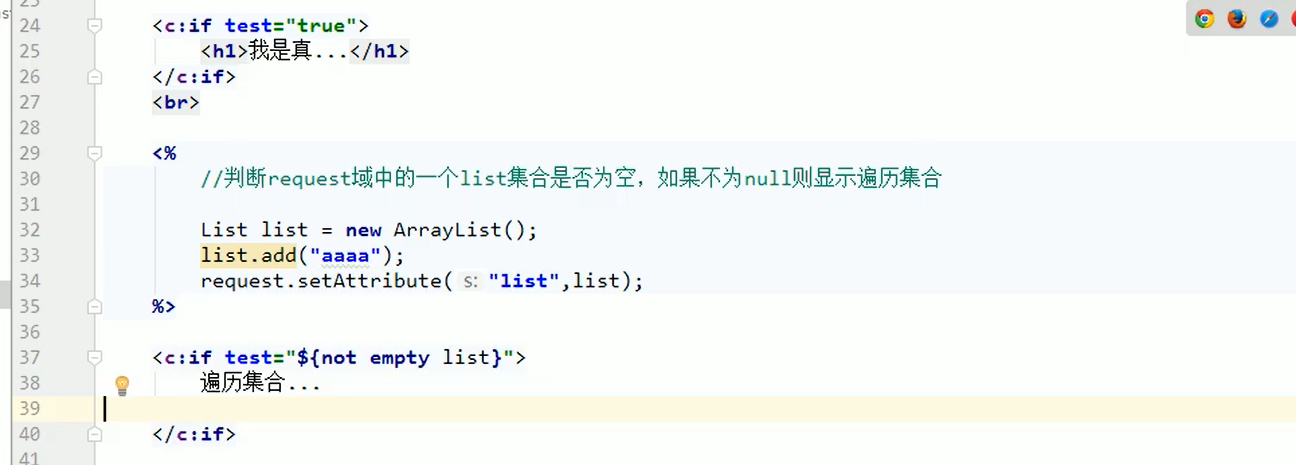 24 <c:if test="true">
25 <h1>我是真...</h1>
26 </c:if>
27 <br>
28
29 <%
30 //判断request域中的一个list集合是否为空，如果不为null则显示遍历集合
31
32 List list = new ArrayList();
33 list.add("aaaa");
34 request.setAttribute( s: "list",list);
35 %>
36
37 <c:if test="${not empty list}">
38 遍历集合...
39
40 </c:if>
41